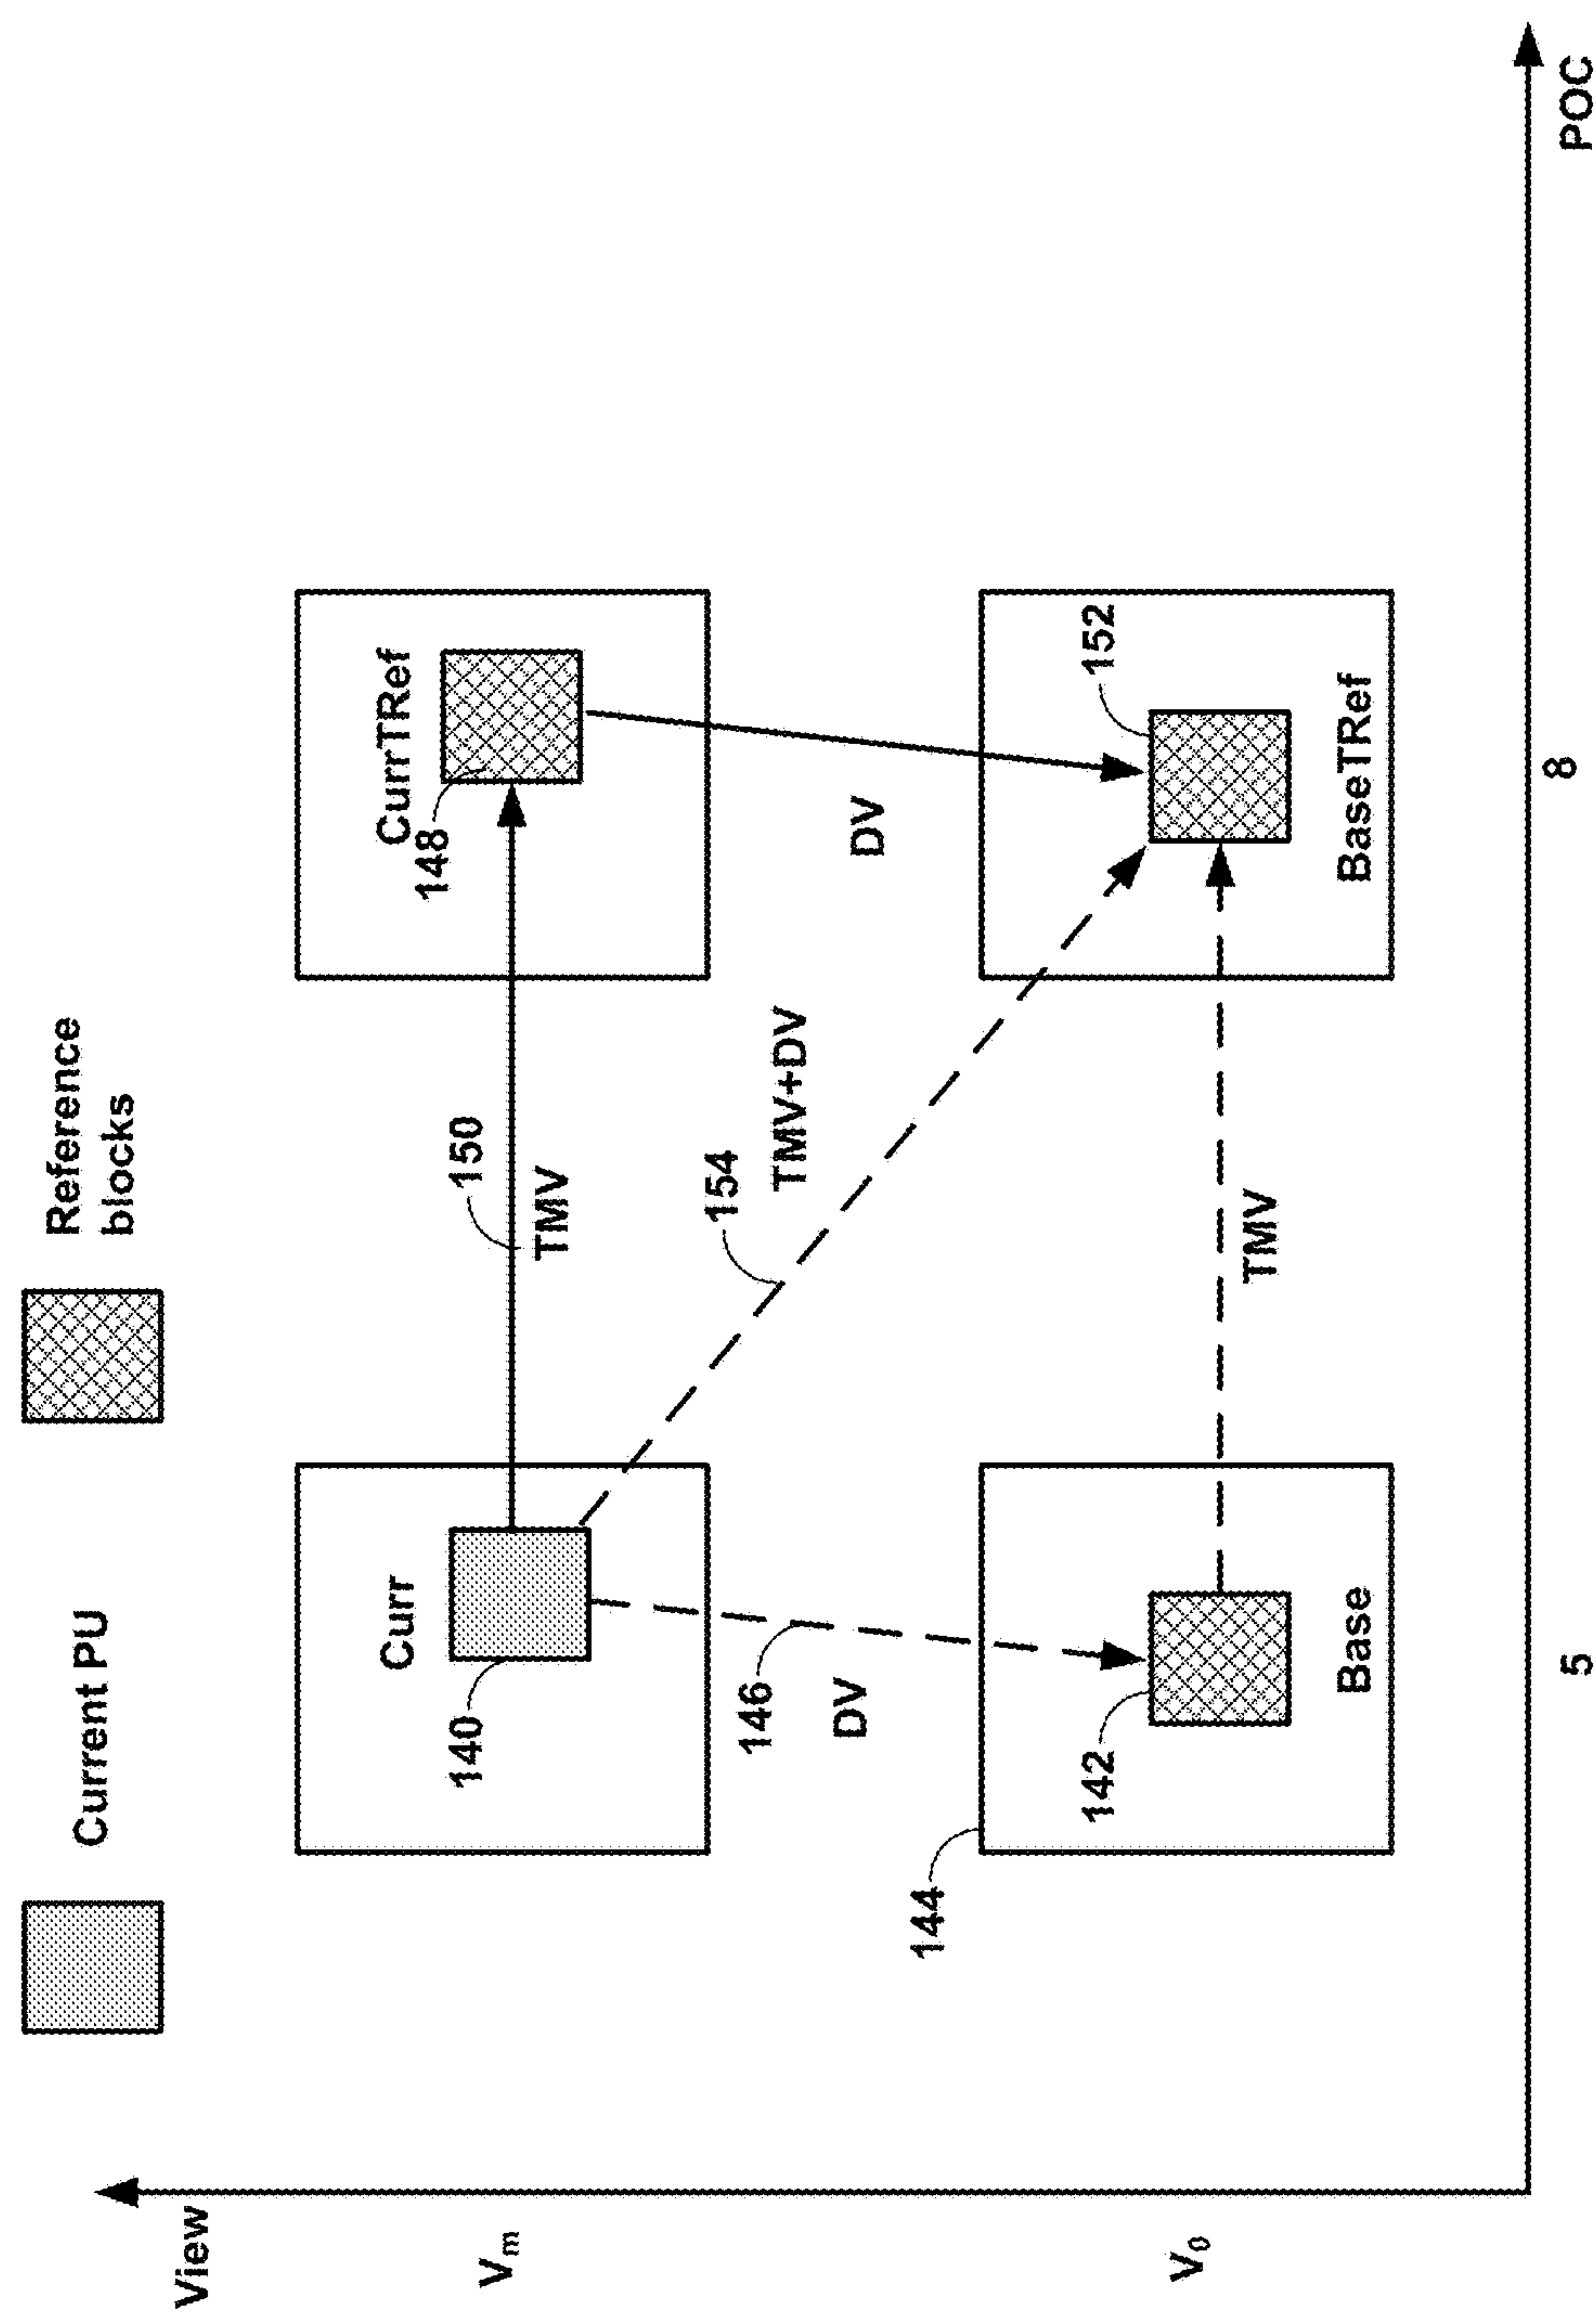 Current PU
Reference
blocks
View
Vm
Curr
140
150
TMV
CurrTRef
148
146
DV
154
TMV+DV
DV
144
V0
142
Base
TMV
152
BaseTRef
5
8
POC